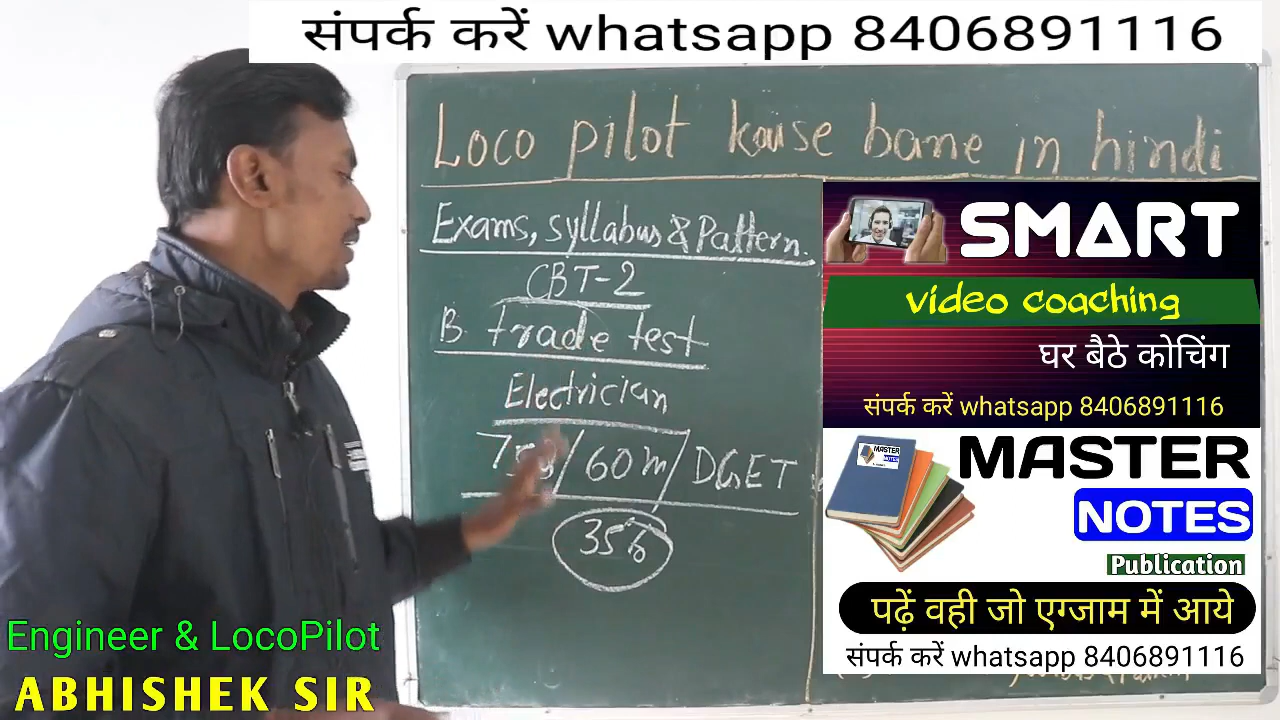 संपर्क करें whatsapp 8406891116
Loco pilot kaise bane in hindi
Exams, syllabus & Pattern.
CBT-2
B. trade test
Electrician
60 m / DGET
35%
SMART
video coaching
घर बैठे कोचिंग
संपर्क करें whatsapp 8406891116
MASTER
NOTES
Publication
पढ़ें वही जो एग्जाम में आये
संपर्क करें whatsapp 8406891116
Engineer & LocoPilot
ABHISHEK SIR